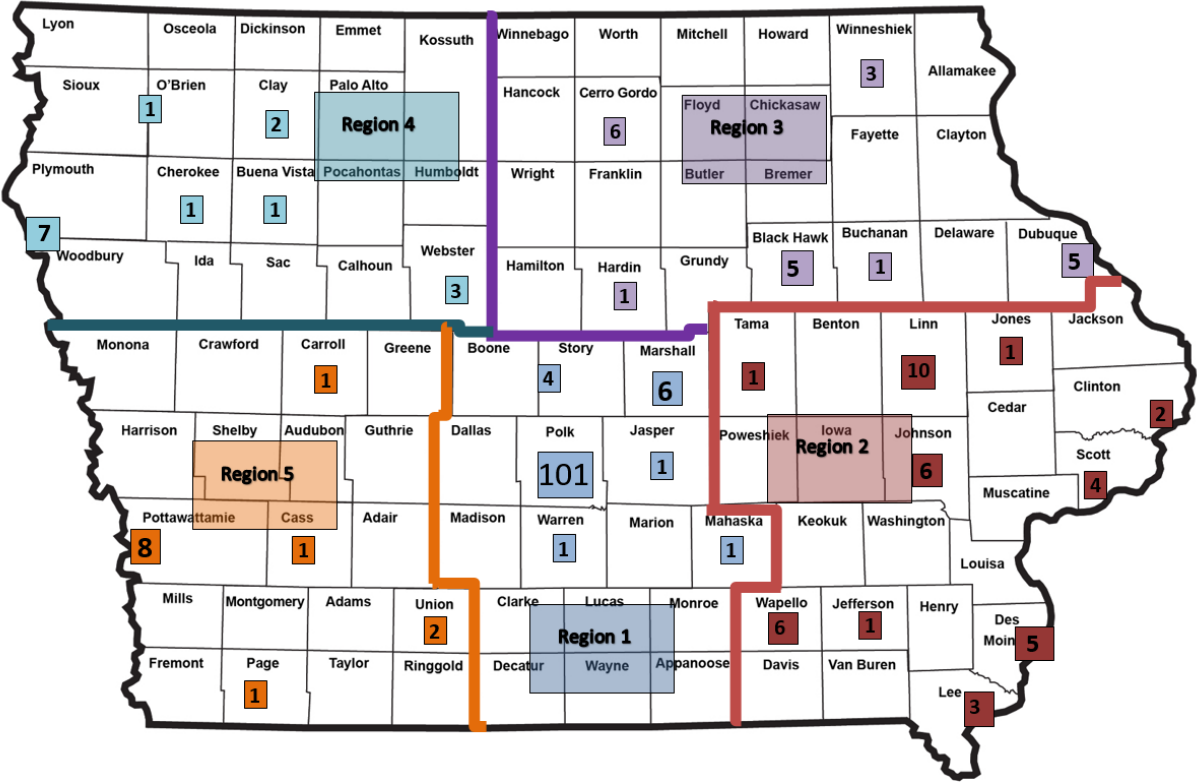 Lyon
Osceola
Dickinson
Emmet
Kossuth
Winnebago
Worth
Mitchell
Howard
Winneshiek
3
Allamakee
Sioux
O'Brien
1
Clay
2
Palo Alto
Region 4
Hancock
Cerro Gordo
6
Floyd
Chickasaw
Region 3
Fayette
Clayton
Plymouth
Cherokee
1
Buena Vista
1
Pocahontas
Humboldt
Wright
Franklin
Butler
Bremer
7
Woodbury
Ida
Sac
Calhoun
Webster
3
Hamilton
Hardin
1
Grundy
Black Hawk
5
Buchanan
1
Delaware
Dubuque
5
Monona
Crawford
Carroll
1
Greene
Boone
Story
4
Marshall
6
Tama
1
Benton
Linn
10
Jones
1
Jackson
Clinton
2
Harrison
Shelby
Audubon
Region 5
Guthrie
Dallas
Polk
101
Jasper
1
Poweshiek
Iowa
Region 2
Johnson
6
Cedar
Scott
4
Muscatine
Pottawattamie
8
Cass
1
Adair
Madison
Warren
1
Marion
Mahaska
1
Keokuk
Washington
Louisa
Mills
Montgomery
Adams
Union
2
Clarke
Lucas
Region 1
Monroe
Wapello
6
Jefferson
1
Henry
Des
Moin
5
Fremont
Page
1
Taylor
Ringgold
Decatur
Wayne
Appanoose
Davis
Van Buren
Lee
3